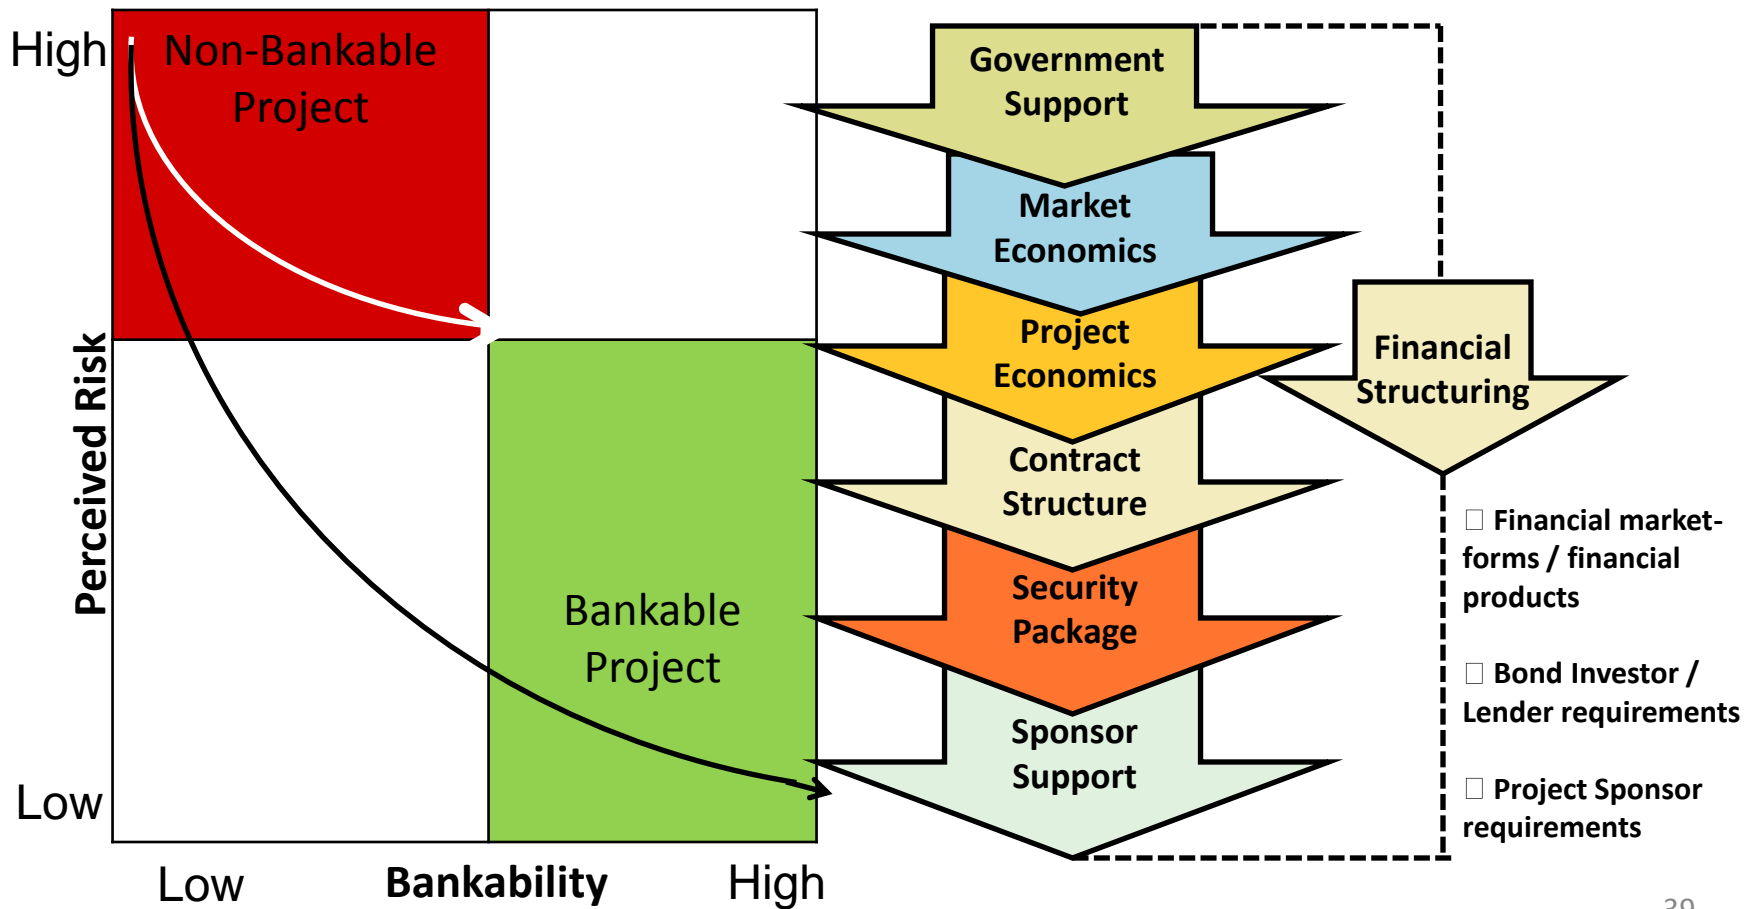 High
Non-Bankable
Project
Perceived Risk
Bankable
Project
Low
Low
Bankability
High
Government
Support
Market
Economics
Project
Economics
Contract
Structure
Security
Package
Sponsor
Support
Financial
Structuring
□ Financial market-
forms / financial
products
□ Bond Investor /
Lender requirements
□ Project Sponsor
requirements
39